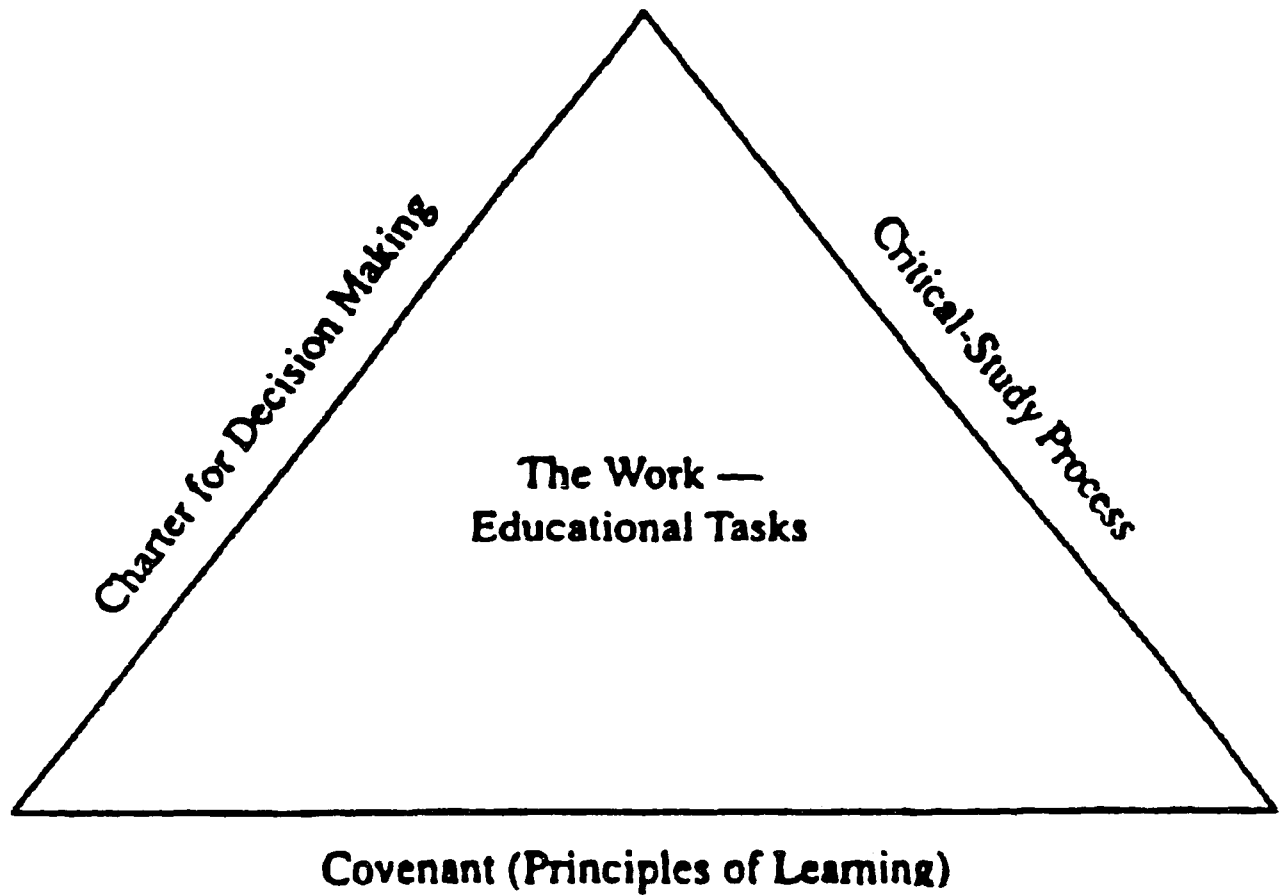 Charter for Decision Making
Critical-Study Process
The Work —
Educational Tasks
Covenant (Principles of Learning)